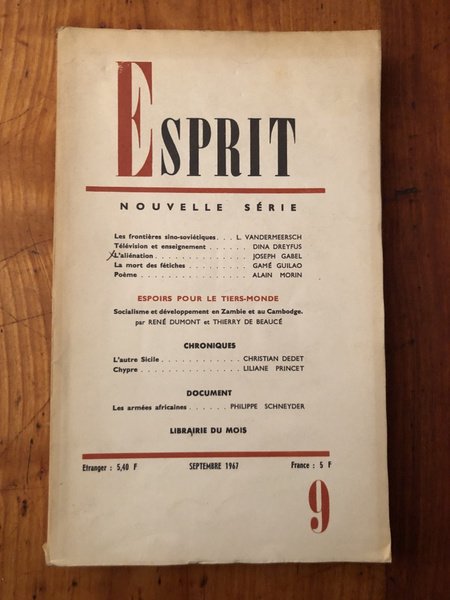 ESPRIT
NOUVELLE SÉRIE
Les frontières sino-soviétiques . . . L. VANDERMEERSCH
Télévision et enseignement . . . . . . . DINA DREYFUS
L'aliénation . . . . . . . . . . . . . . . JOSEPH GABEL
La mort des fétiches . . . . . . . . . . GAMÉ GUILAO
Poème . . . . . . . . . . . . . . . . . . ALAIN MORIN
ESPOIRS POUR LE TIERS-MONDE
Socialisme et développement en Zambie et au Cambodge.
par RENÉ DUMONT et THIERRY DE BEAUCÉ
CHRONIQUES
L'autre Sicile . . . . . . . . . . . . . CHRISTIAN DEDET
Chypre . . . . . . . . . . . . . . . . . LILIANE PRINCET
DOCUMENT
Les armées africaines . . . . . . PHILIPPE SCHNEYDER
LIBRAIRIE DU MOIS
Etranger : 5,40 F SEPTEMBRE 1967 France : 5 F
9